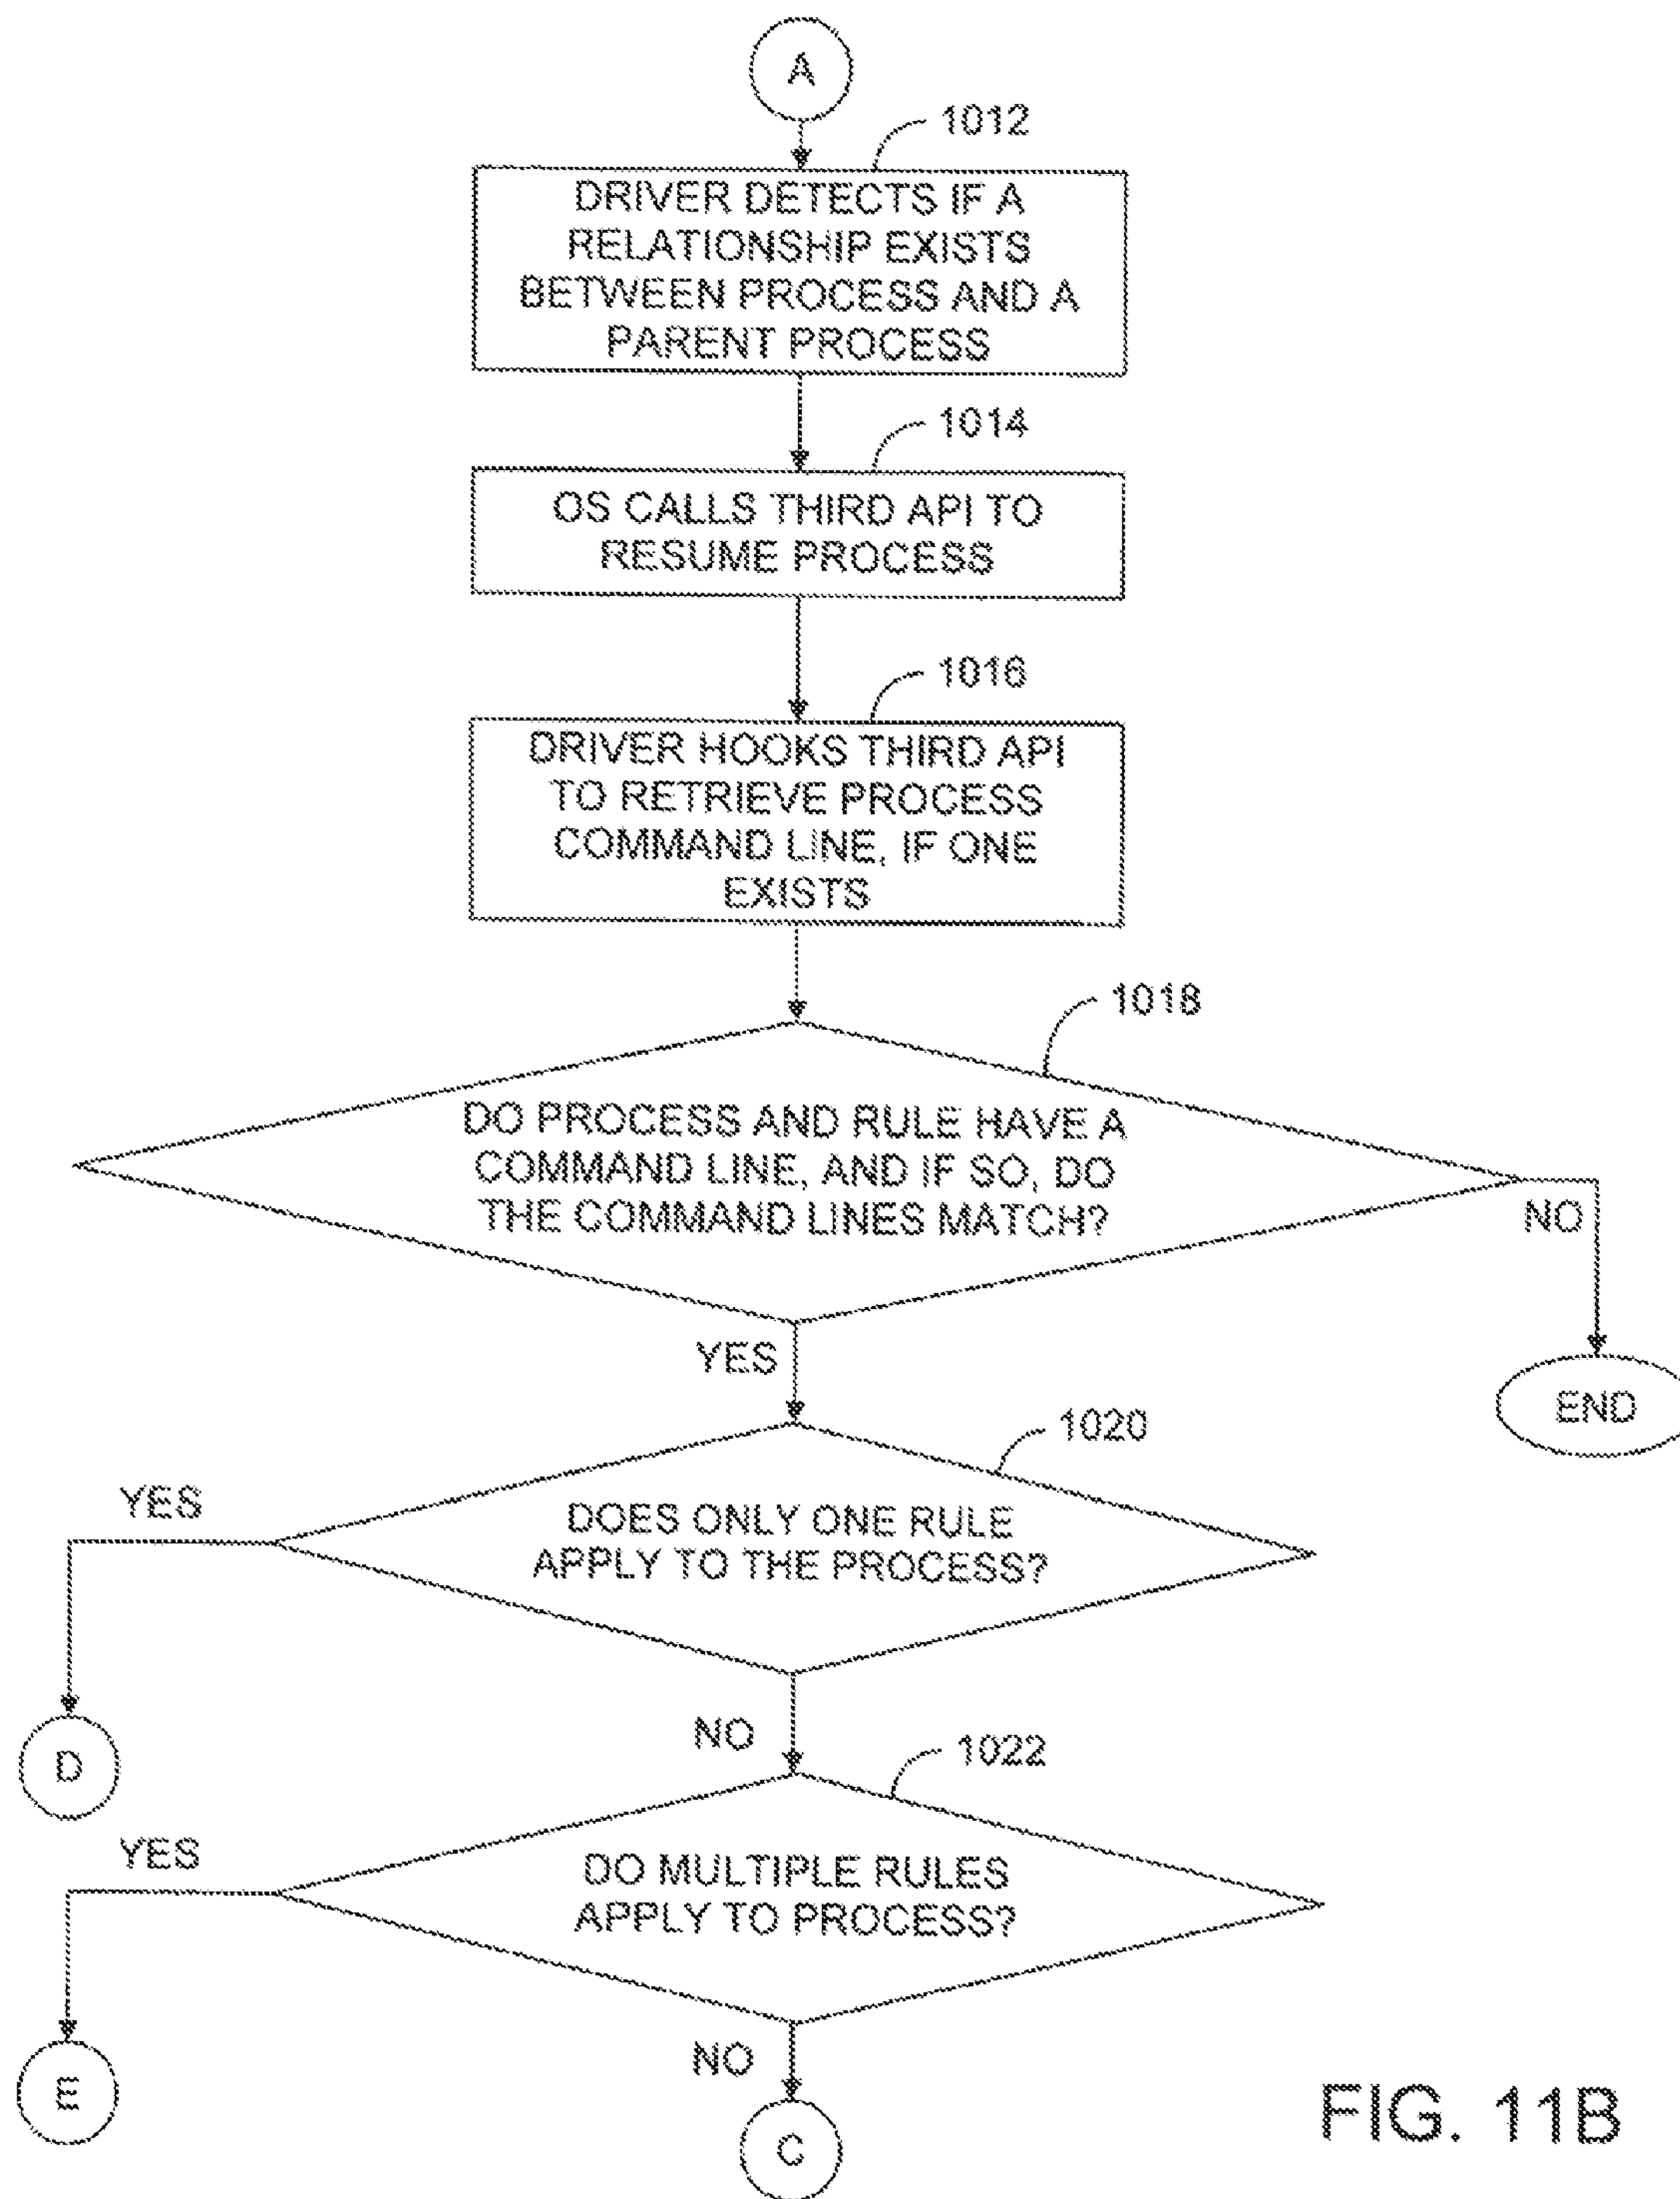 A
1012
DRIVER DETECTS IF A
RELATIONSHIP EXISTS
BETWEEN PROCESS AND A
PARENT PROCESS
1014
OS CALLS THIRD API TO
RESUME PROCESS
1016
DRIVER HOOKS THIRD API
TO RETRIEVE PROCESS
COMMAND LINE, IF ONE
EXISTS
1018
DO PROCESS AND RULE HAVE A
COMMAND LINE, AND IF SO, DO
THE COMMAND LINES MATCH?
NO
YES
END
1020
YES
DOES ONLY ONE RULE
APPLY TO THE PROCESS?
D
NO
1022
YES
DO MULTIPLE RULES
APPLY TO PROCESS?
E
NO
C
FIG. 11B